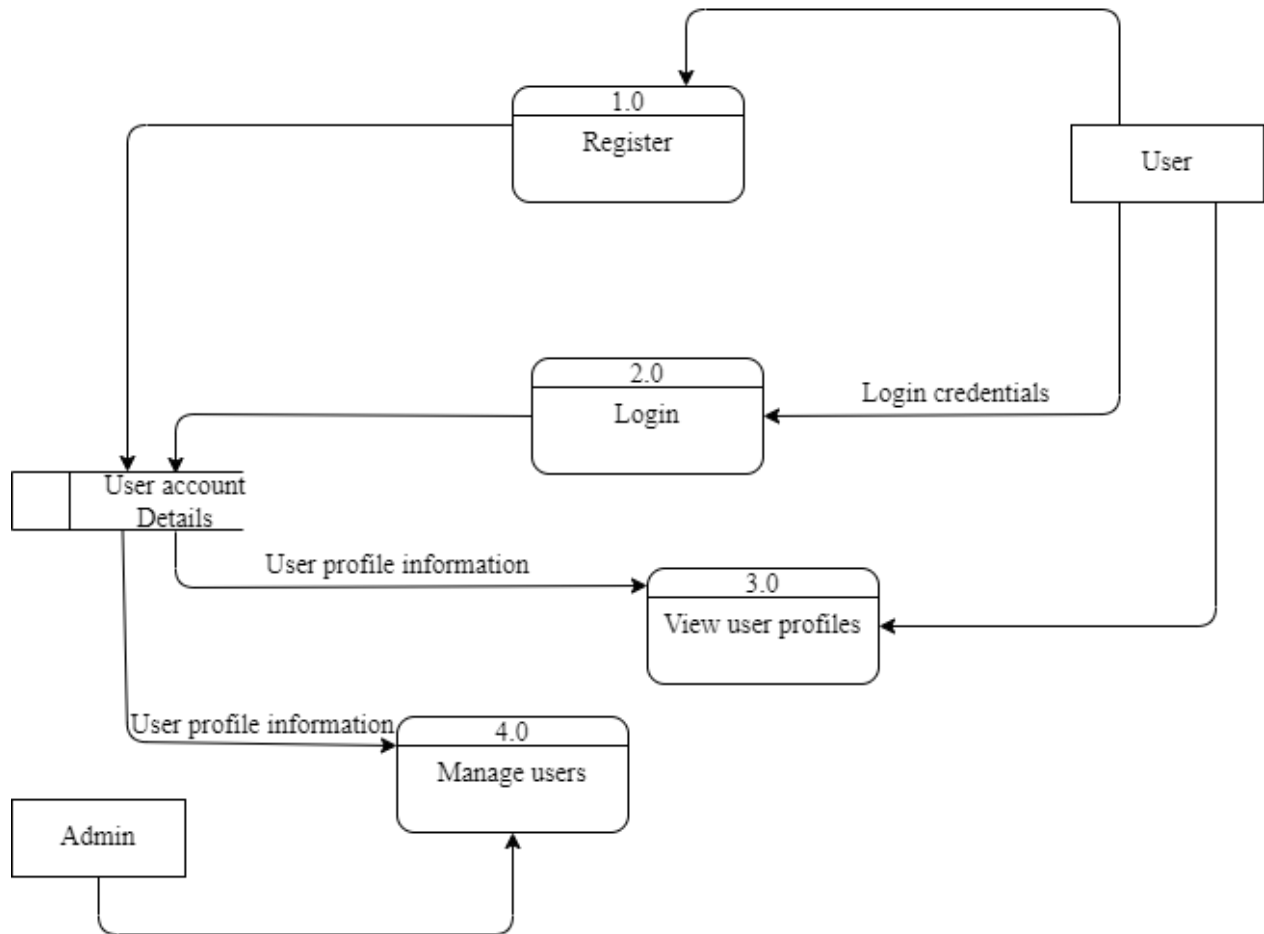 1.0
Register
User
2.0
Login
Login credentials
User account
Details
User profile information
3.0
View user profiles
User profile information
4.0
Manage users
Admin